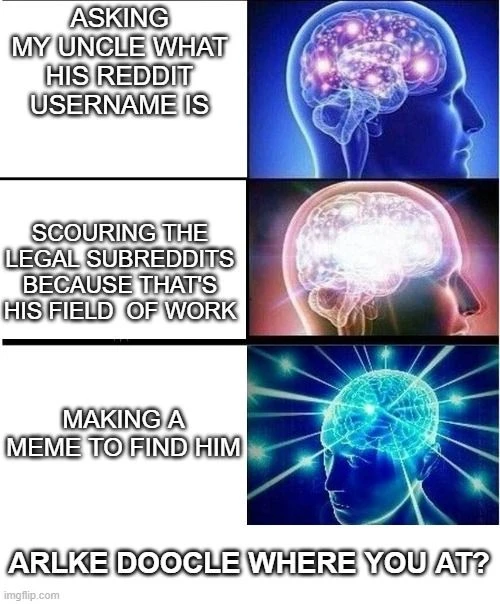 ASKING
MY UNCLE WHAT
HIS REDDIT
USERNAME IS
SCOURING THE
LEGAL SUBREDDITS
BECAUSE THAT'S
HIS FIELD OF WORK
MAKING A
MEME TO FIND HIM
ARLKE DOOCLE WHERE YOU AT?
imgflip.com